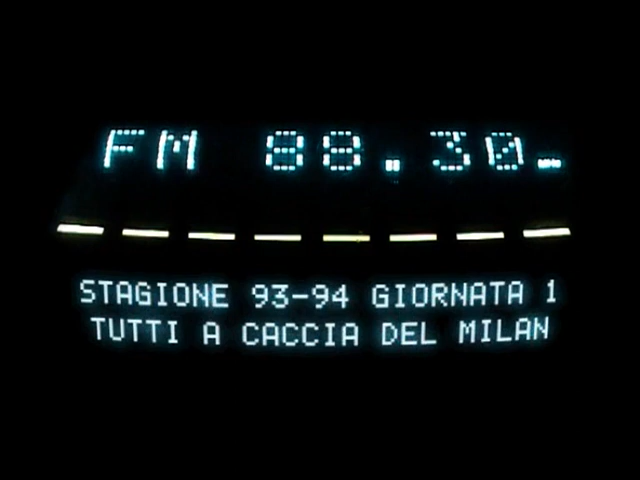 FM 88.30
STAGIONE 93-94 GIORNATA 1
TUTTI A CACCIA DEL MILAN